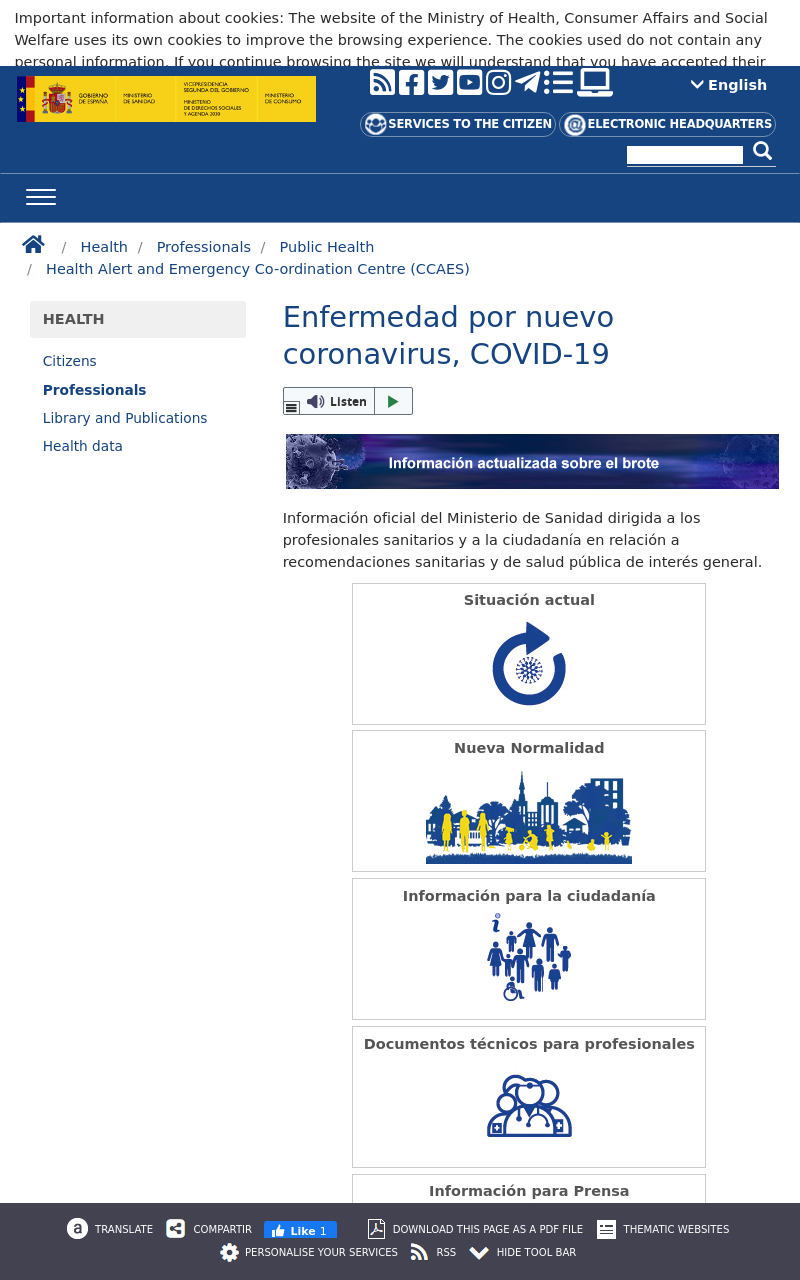 Important information about cookies: The website of the Ministry of Health, Consumer Affairs and Social
Welfare uses its own cookies to improve the browsing experience. The cookies used do not contain any
personal information. If you continue browsing the site we will understand that you have accepted their
GOBIERNO DE ESPAÑA
MINISTERIO DE SANIDAD
VICEPRESIDENCIA SEGUNDA DEL GOBIERNO
MINISTERIO DE DERECHOS SOCIALES Y AGENDA 2030
MINISTERIO DE CONSUMO
English
SERVICES TO THE CITIZEN
ELECTRONIC HEADQUARTERS
/ Health / Professionals / Public Health
/ Health Alert and Emergency Co-ordination Centre (CCAES)
HEALTH
Citizens
Professionals
Library and Publications
Health data
Enfermedad por nuevo
coronavirus, COVID-19
Listen
Información actualizada sobre el brote
Información oficial del Ministerio de Sanidad dirigida a los
profesionales sanitarios y a la ciudadanía en relación a
recomendaciones sanitarias y de salud pública de interés general.
Situación actual
Nueva Normalidad
Información para la ciudadanía
Documentos técnicos para profesionales
Información para Prensa
TRANSLATE COMPARTIR Like 1 DOWNLOAD THIS PAGE AS A PDF FILE THEMATIC WEBSITES
PERSONALISE YOUR SERVICES RSS HIDE TOOL BAR